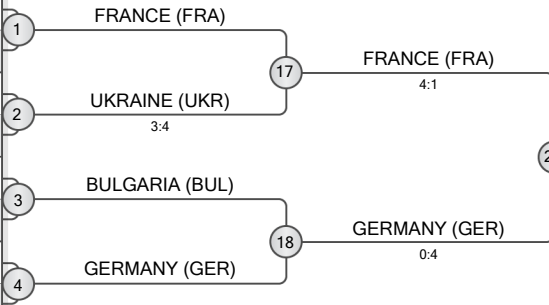 1
FRANCE (FRA)
17
FRANCE (FRA)
4:1
2
UKRAINE (UKR)
3:4
2
3
BULGARIA (BUL)
18
GERMANY (GER)
0:4
4
GERMANY (GER)